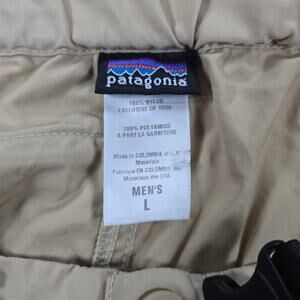 patagonia
100% NYLON
EXCLUSIVE OF TRIM
100% POLYAMIDE
A PART LA GARNITURE
Made in COLOMBIA of
Materials
Fabriqué EN COLOMBIE de
Materiaux des USA
MEN'S
L